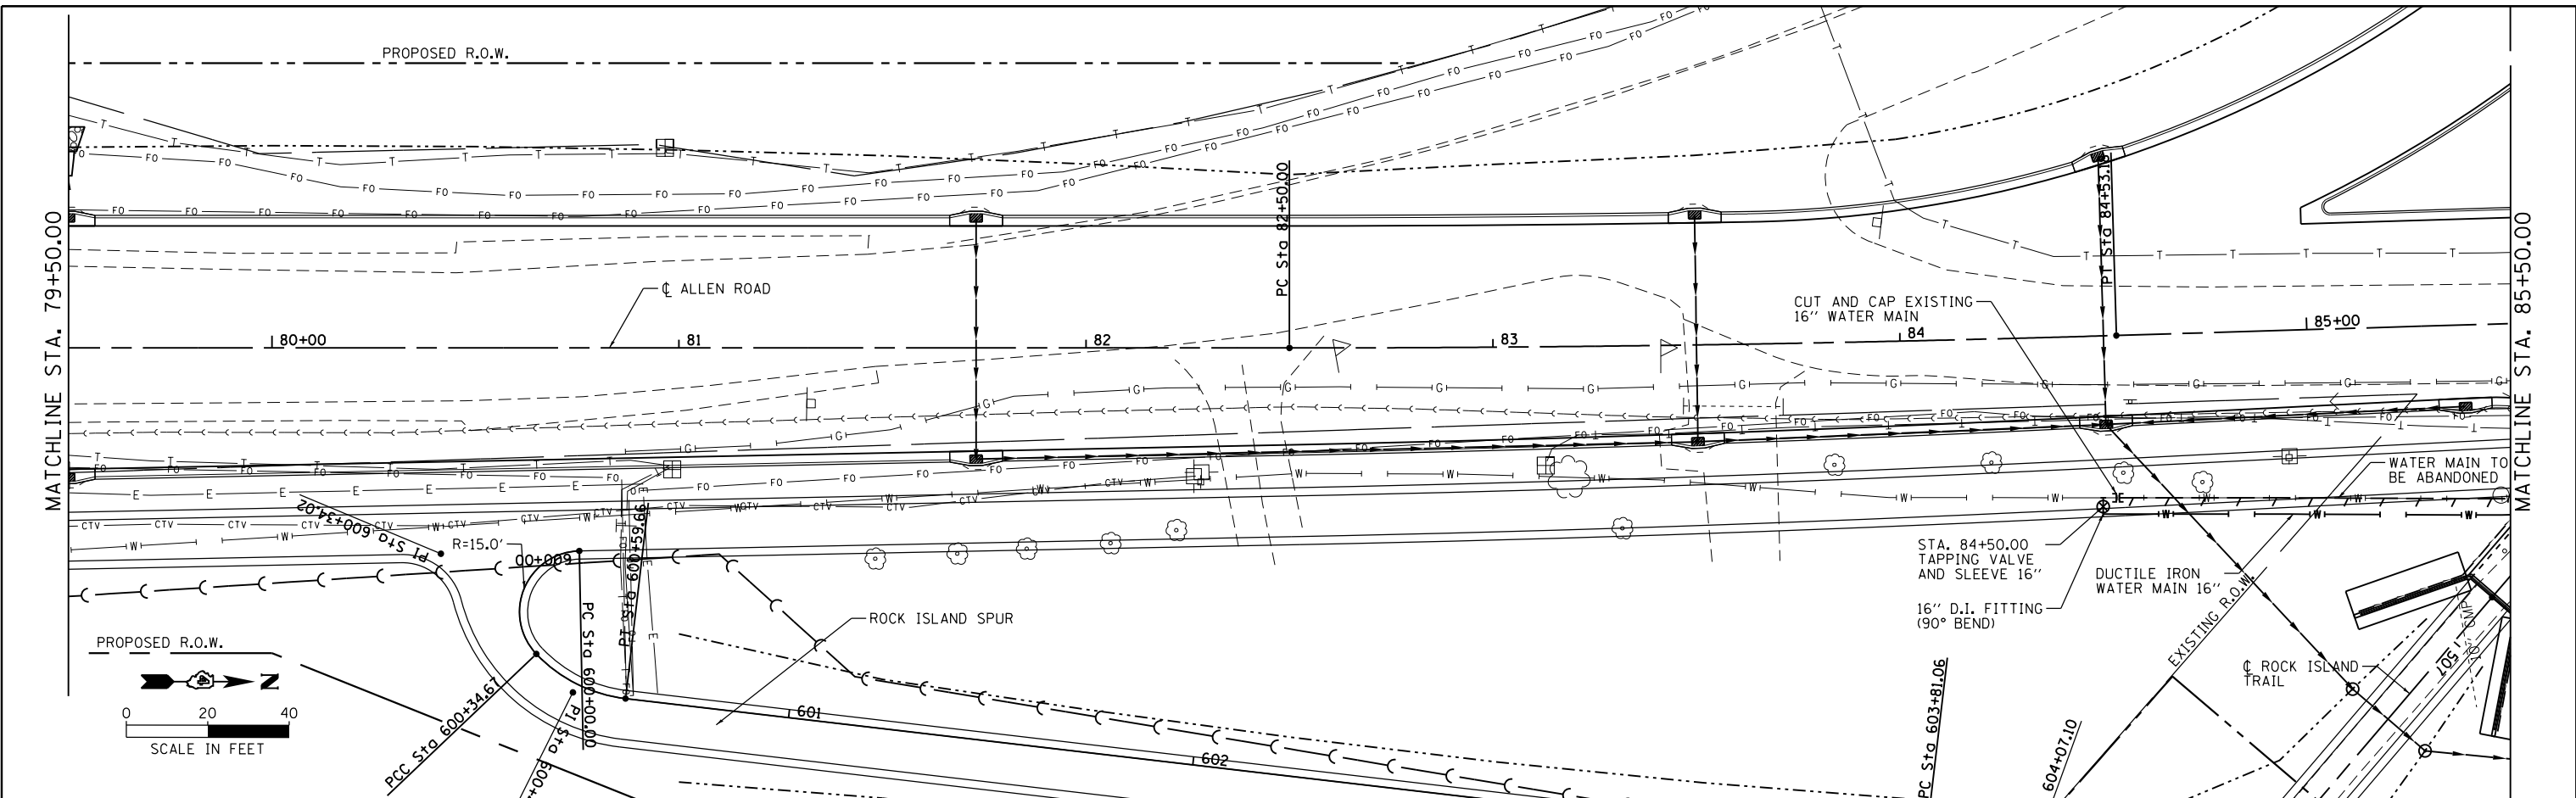 PROPOSED R.O.W.
MATCHLINE STA. 79+50.00
MATCHLINE STA. 85+50.00
PC Sta 82+50.00
℄ ALLEN ROAD
80+00
81
82
83
84
85+00
CUT AND CAP EXISTING
16" WATER MAIN
WATER MAIN TO
BE ABANDONED
PI Sta 600+34.02
R=15.0'
600+00
PT Sta 600+59.66
PC Sta 600+00.00
PCC Sta 600+34.67
PI Sta
ROCK ISLAND SPUR
601
602
STA. 84+50.00
TAPPING VALVE
AND SLEEVE 16"
16" D.I. FITTING
(90° BEND)
DUCTILE IRON
WATER MAIN 16"
EXISTING R.O.W.
℄ ROCK ISLAND
TRAIL
PC Sta 603+81.06
604+07.10
PROPOSED R.O.W.
N
0 20 40
SCALE IN FEET